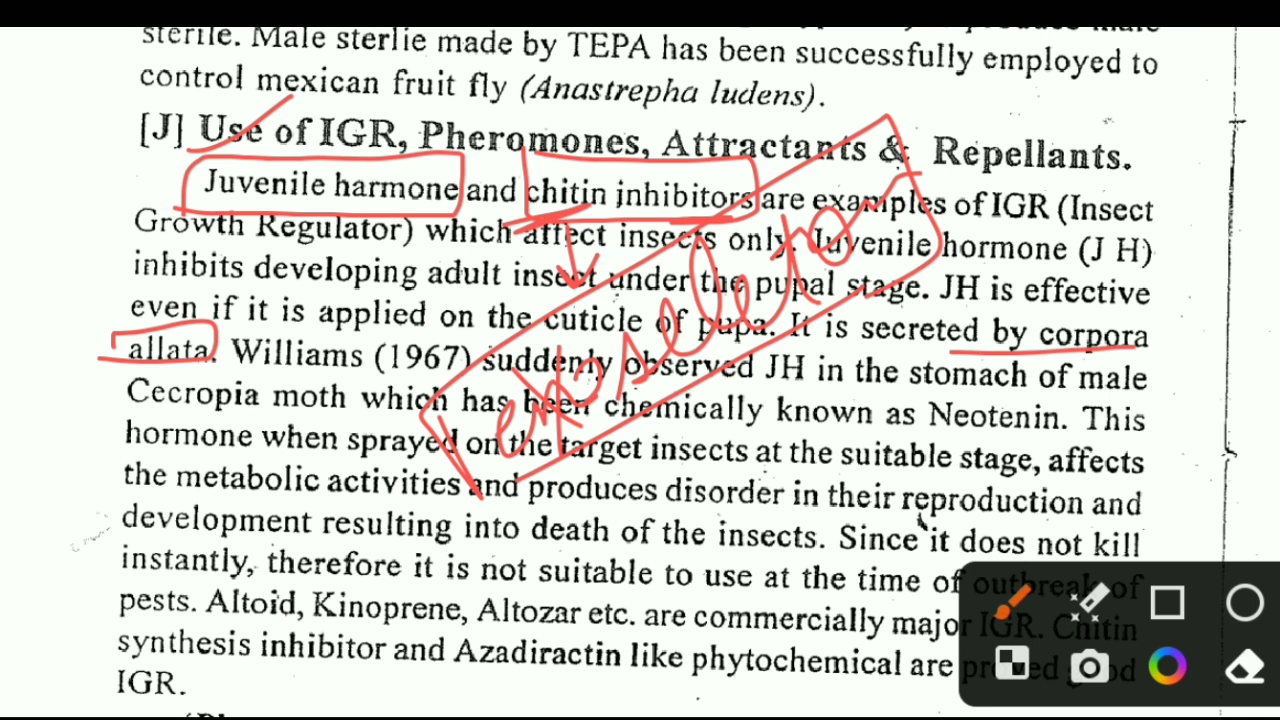 sterile. Male sterlie made by TEPA has been successfully employed to
control mexican fruit fly (Anastrepha ludens).
[J] Use of IGR, Pheromones, Attractants & Repellants.
Juvenile harmone and chitin inhibitors are examples of IGR (Insect
Growth Regulator) which affect insects only. Juvenile hormone (J H)
inhibits developing adult insect under the pupal stage. JH is effective
even if it is applied on the cuticle of pupa. It is secreted by corpora
allata. Williams (1967) suddenly observed JH in the stomach of male
Cecropia moth which has been chemically known as Neotenin. This
hormone when sprayed on the target insects at the suitable stage, affects
the metabolic activities and produces disorder in their reproduction and
development resulting into death of the insects. Since it does not kill
instantly, therefore it is not suitable to use at the time of outbreak of
pests. Altoid, Kinoprene, Altozar etc. are commercially major IGR. Chitin
synthesis inhibitor and Azadiractin like phytochemical are proved good
IGR.